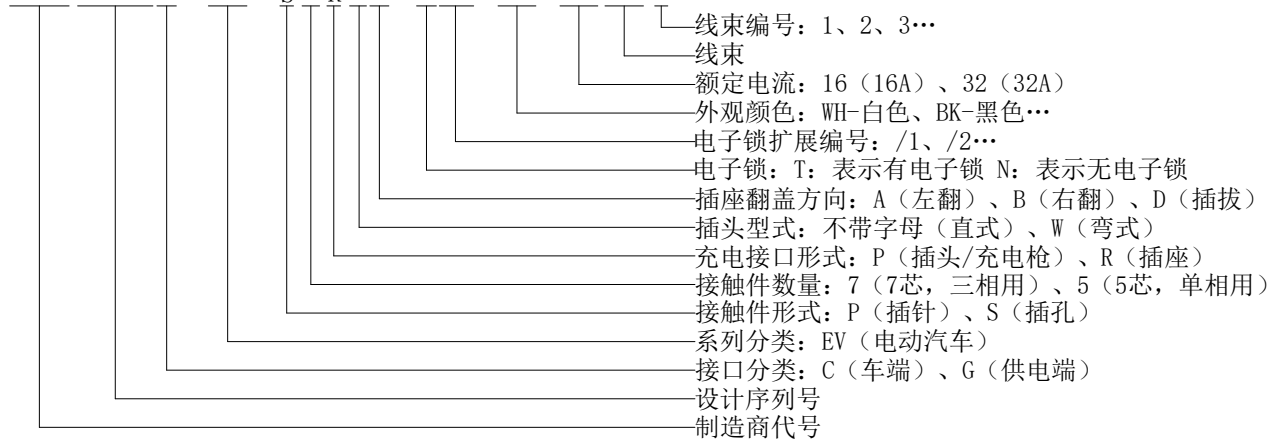 S R
线束编号：1、2、3…
线束
额定电流：16（16A）、32（32A）
外观颜色：WH-白色、BK-黑色…
电子锁扩展编号：/1、/2…
电子锁：T：表示有电子锁 N：表示无电子锁
插座翻盖方向：A（左翻）、B（右翻）、D（插拔）
插头型式：不带字母（直式）、W（弯式）
充电接口形式：P（插头/充电枪）、R（插座）
接触件数量：7（7芯，三相用）、5（5芯，单相用）
接触件形式：P（插针）、S（插孔）
系列分类：EV（电动汽车）
接口分类：C（车端）、G（供电端）
设计序列号
制造商代号